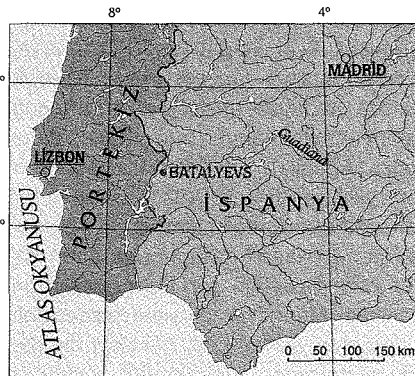 8° 4°
MADRİD
Guadiana
LİZBON
BATALYEVS
PORTEKİZ
İSPANYA
ATLAS OKYANUSU
0 50 100 150 km